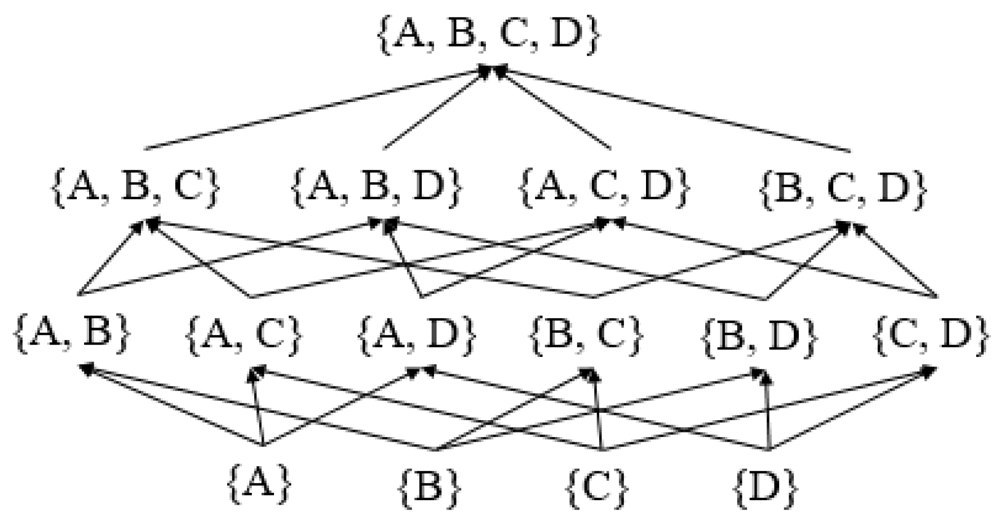 {A, B, C, D}
{A, B, C} {A, B, D} {A, C, D} {B, C, D}
{A, B} {A, C} {A, D} {B, C} {B, D} {C, D}
{A} {B} {C} {D}